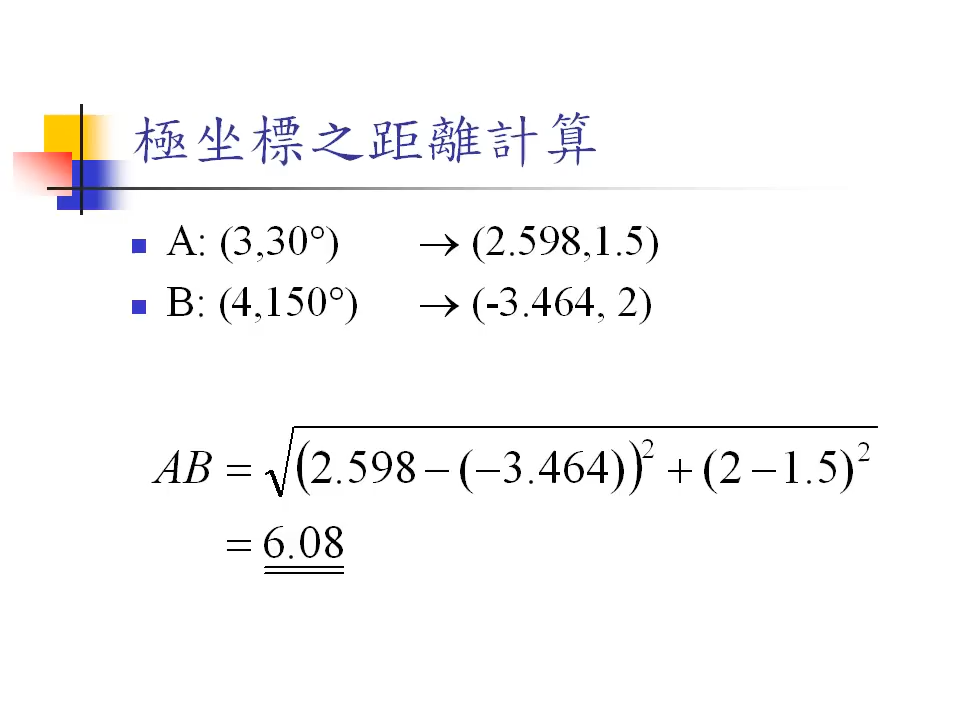 極坐標之距離計算
A: (3,30°) → (2.598,1.5)
B: (4,150°) → (-3.464, 2)
AB = √((2.598−(−3.464))² + (2−1.5)²)
= 6.08